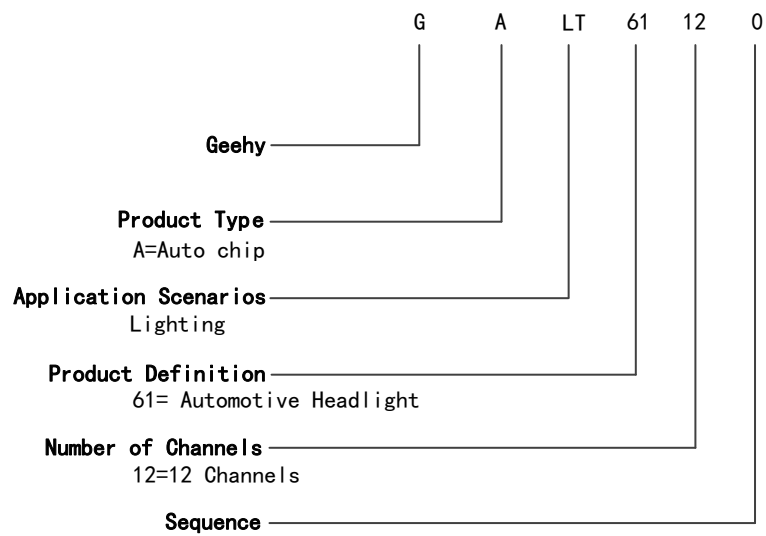 G A LT 61 12 0
Geehy
Product Type
A=Auto chip
Application Scenarios
Lighting
Product Definition
61= Automotive Headlight
Number of Channels
12=12 Channels
Sequence